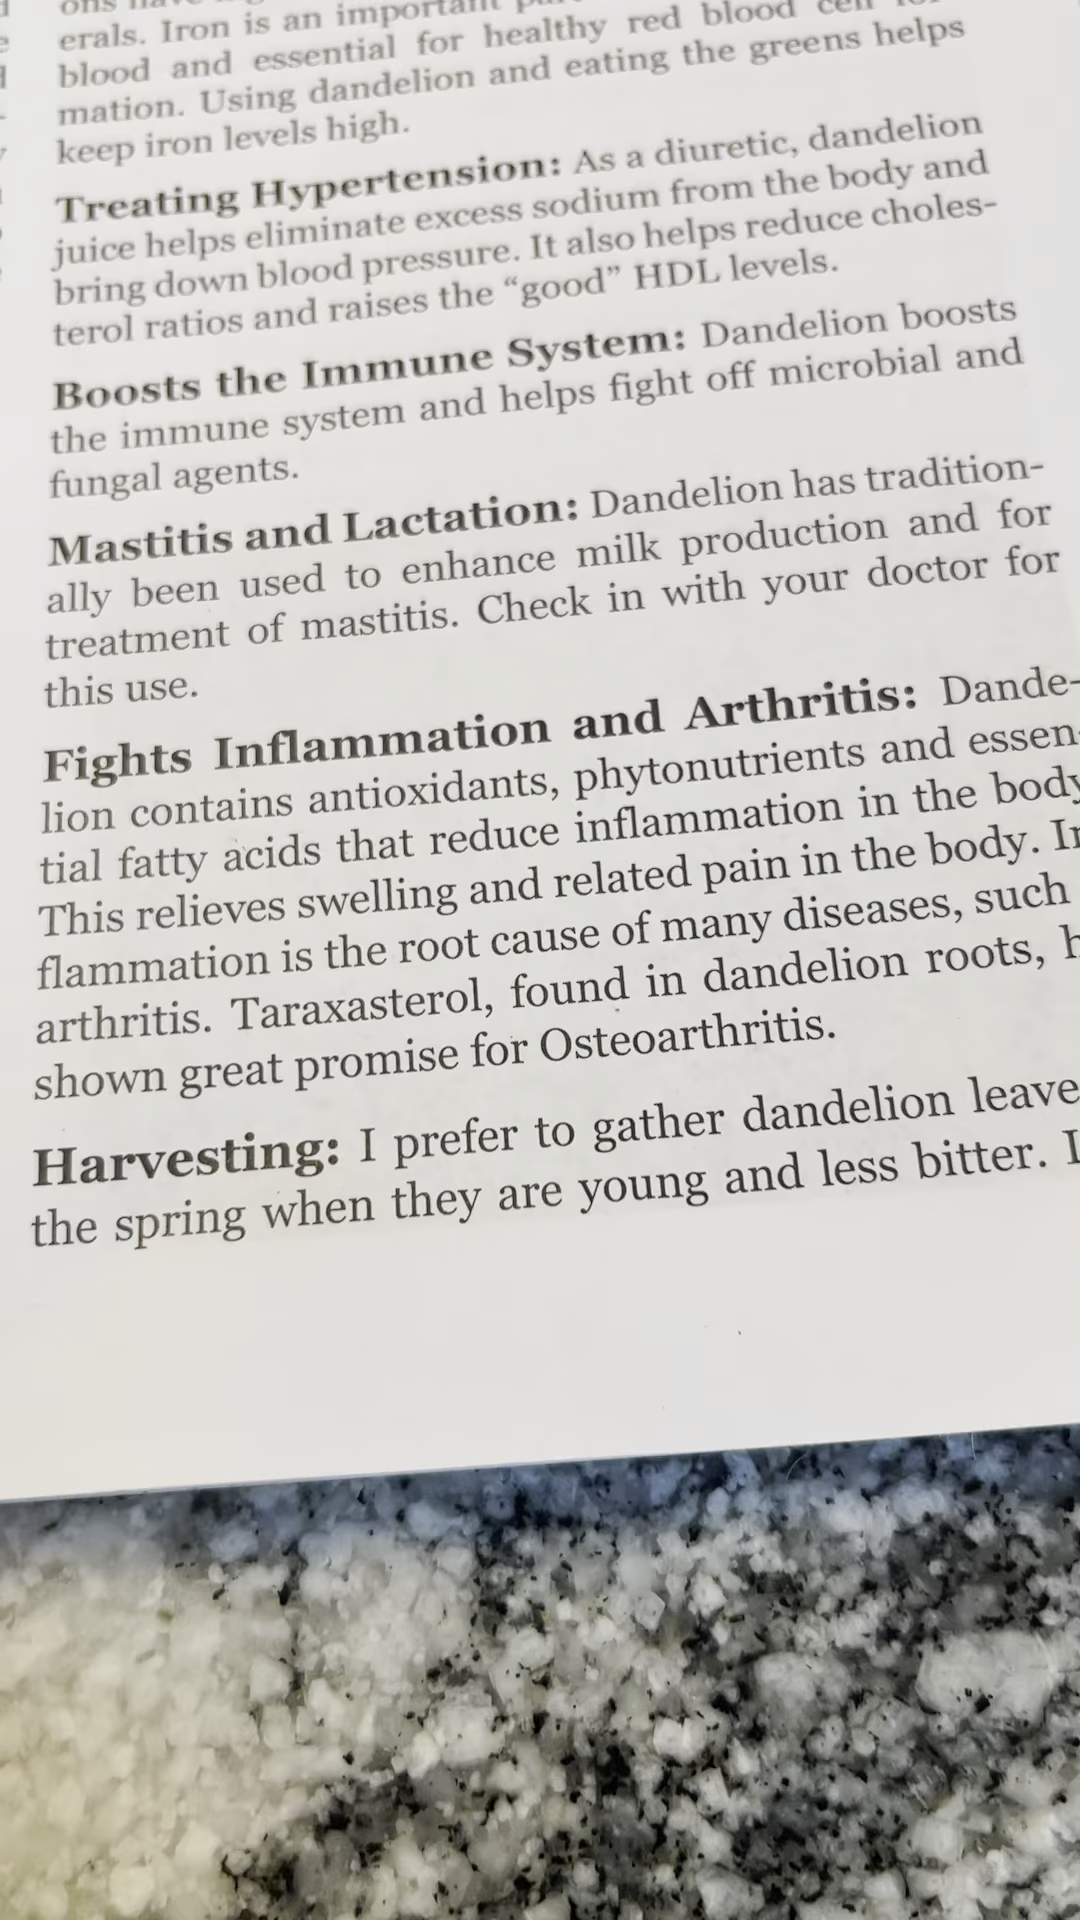 erals. Iron is an important
blood and essential for healthy red blood cell
mation. Using dandelion and eating the greens helps
keep iron levels high.
Treating Hypertension: As a diuretic, dandelion
juice helps eliminate excess sodium from the body and
bring down blood pressure. It also helps reduce choles-
terol ratios and raises the “good” HDL levels.
Boosts the Immune System: Dandelion boosts
the immune system and helps fight off microbial and
fungal agents.
Mastitis and Lactation: Dandelion has tradition-
ally been used to enhance milk production and for
treatment of mastitis. Check in with your doctor for
this use.
Fights Inflammation and Arthritis: Dande-
lion contains antioxidants, phytonutrients and essen-
tial fatty acids that reduce inflammation in the body
This relieves swelling and related pain in the body. In
flammation is the root cause of many diseases, such
arthritis. Taraxasterol, found in dandelion roots, h
shown great promise for Osteoarthritis.
Harvesting: I prefer to gather dandelion leave
the spring when they are young and less bitter. I